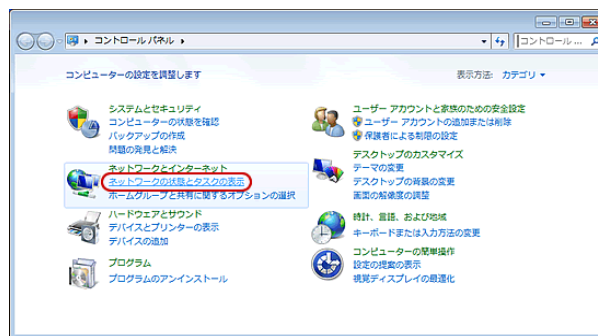 コントロール パネル
コントロール ...
コンピューターの設定を調整します
表示方法: カテゴリ
システムとセキュリティ
コンピューターの状態を確認
バックアップの作成
問題の発見と解決
ネットワークとインターネット
ネットワークの状態とタスクの表示
ホームグループと共有に関するオプションの選択
ハードウェアとサウンド
デバイスとプリンターの表示
デバイスの追加
プログラム
プログラムのアンインストール
ユーザー アカウントと家族のための安全設定
ユーザー アカウントの追加または削除
保護者による制限の設定
デスクトップのカスタマイズ
テーマの変更
デスクトップの背景の変更
画面の解像度の調整
時計、言語、および地域
キーボードまたは入力方法の変更
コンピューターの簡単操作
設定の提案の表示
視覚ディスプレイの最適化